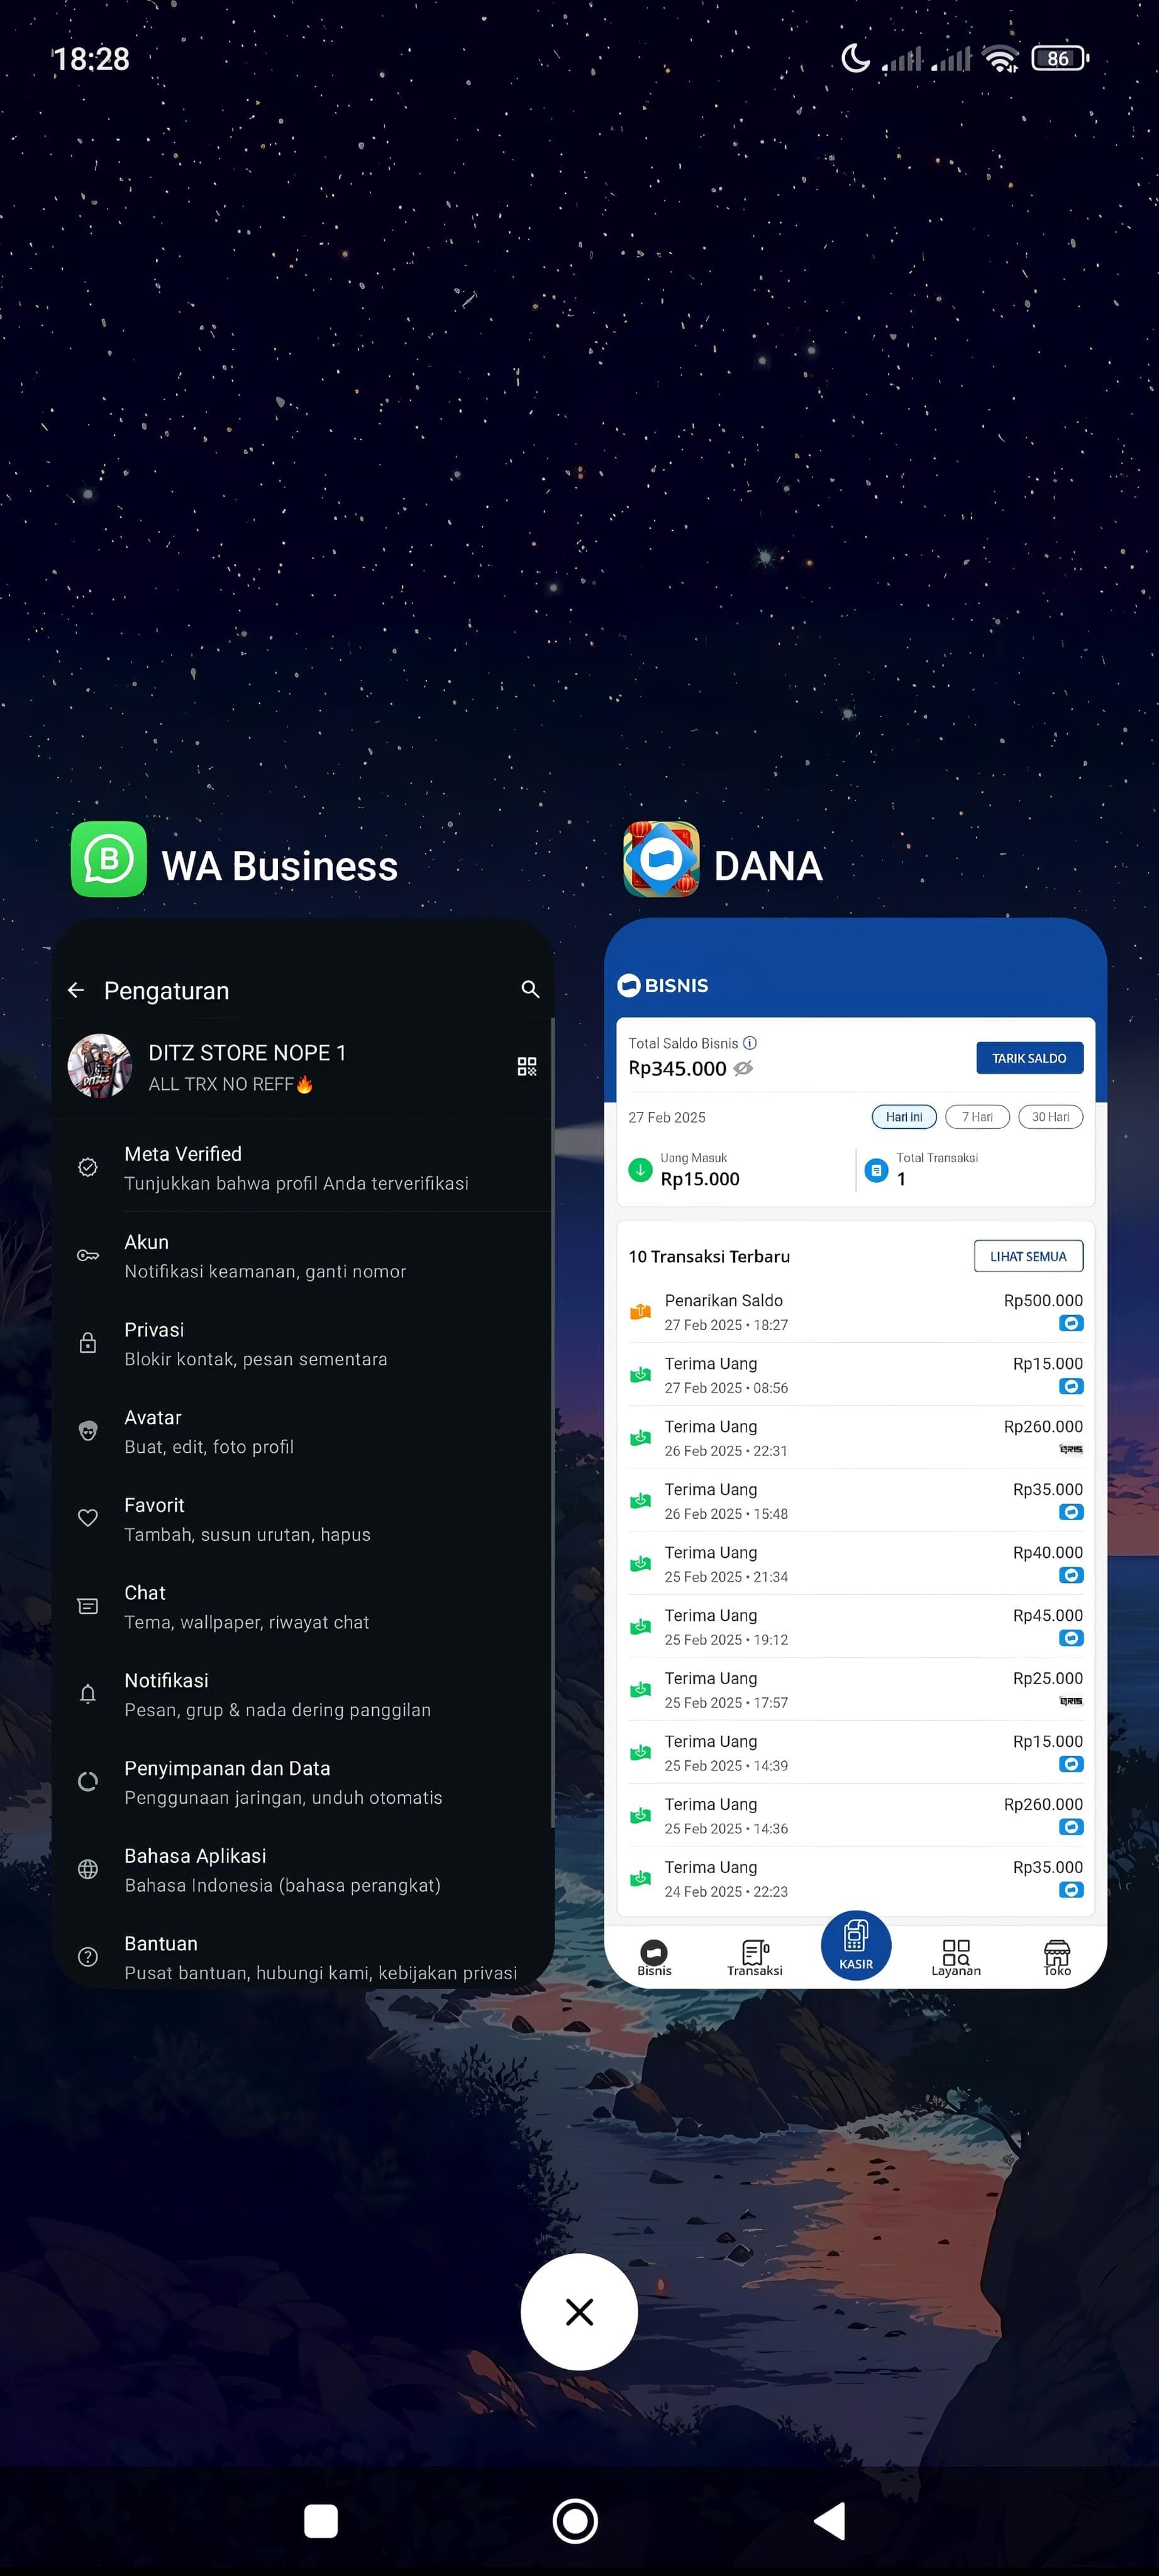 18:28
86
WA Business
Pengaturan
DITZ STORE NOPE 1
ALL TRX NO REFF🔥
Meta Verified
Tunjukkan bahwa profil Anda terverifikasi
Akun
Notifikasi keamanan, ganti nomor
Privasi
Blokir kontak, pesan sementara
Avatar
Buat, edit, foto profil
Favorit
Tambah, susun urutan, hapus
Chat
Tema, wallpaper, riwayat chat
Notifikasi
Pesan, grup & nada dering panggilan
Penyimpanan dan Data
Penggunaan jaringan, unduh otomatis
Bahasa Aplikasi
Bahasa Indonesia (bahasa perangkat)
Bantuan
Pusat bantuan, hubungi kami, kebijakan privasi
DANA
BISNIS
Total Saldo Bisnis
Rp345.000
TARIK SALDO
27 Feb 2025
Hari ini
7 Hari
30 Hari
Uang Masuk
Rp15.000
Total Transaksi
1
10 Transaksi Terbaru
LIHAT SEMUA
Penarikan Saldo Rp500.000
27 Feb 2025 • 18:27
Terima Uang Rp15.000
27 Feb 2025 • 08:56
Terima Uang Rp260.000
26 Feb 2025 • 22:31 QRIS
Terima Uang Rp35.000
26 Feb 2025 • 15:48
Terima Uang Rp40.000
25 Feb 2025 • 21:34
Terima Uang Rp45.000
25 Feb 2025 • 19:12
Terima Uang Rp25.000
25 Feb 2025 • 17:57 QRIS
Terima Uang Rp15.000
25 Feb 2025 • 14:39
Terima Uang Rp260.000
25 Feb 2025 • 14:36
Terima Uang Rp35.000
24 Feb 2025 • 22:23
Bisnis
Transaksi
KASIR
Layanan
Toko